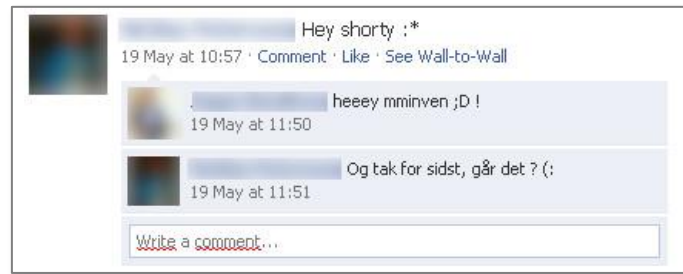 Hey shorty :*
19 May at 10:57 · Comment · Like · See Wall-to-Wall
heeey mminven ;D !
19 May at 11:50
Og tak for sidst, går det ? (:
19 May at 11:51
Write a comment...